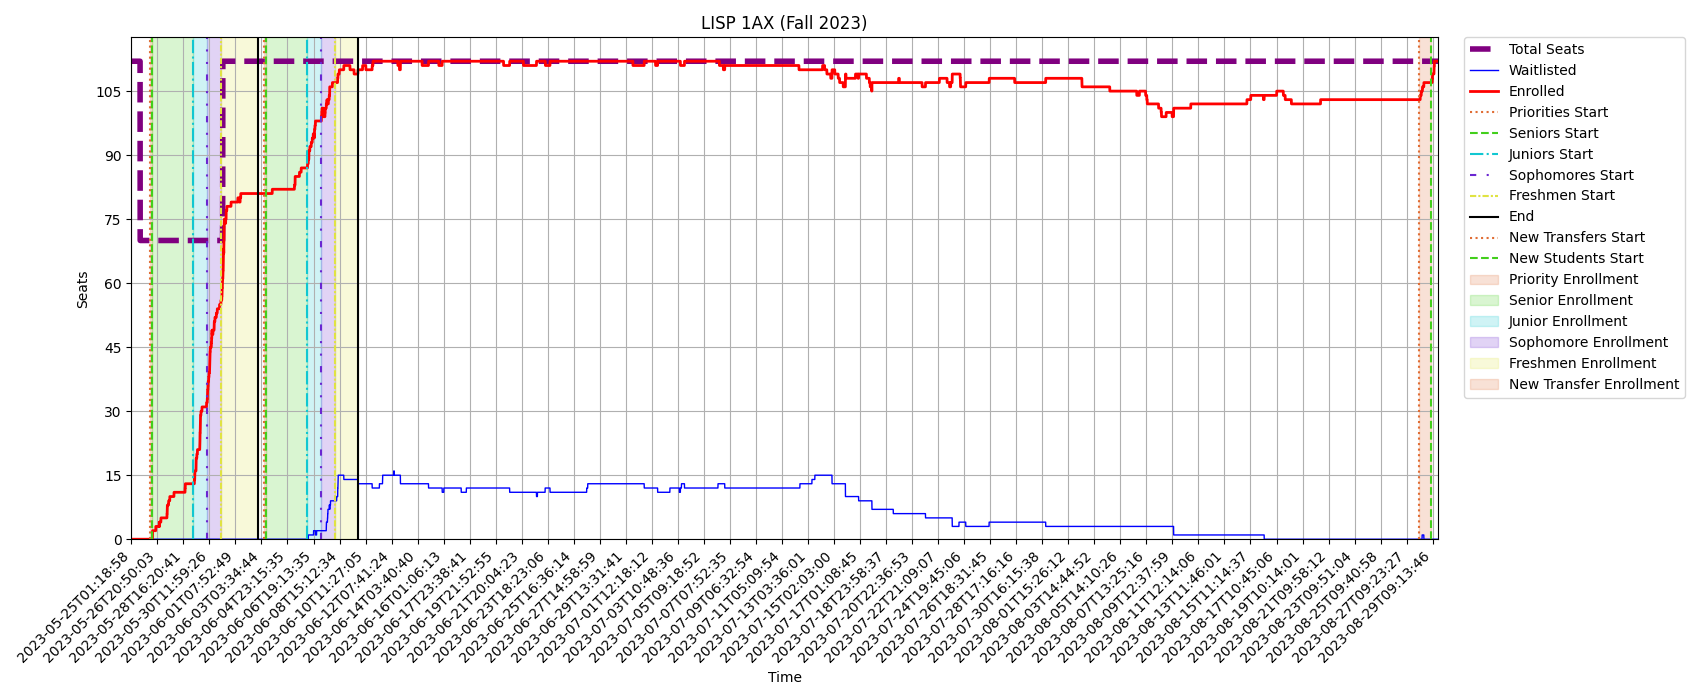 LISP 1AX (Fall 2023)
Seats
105
90
75
60
45
30
15
0
2023-05-25T01:18:58
2023-05-26T20:50:03
2023-05-28T16:20:41
2023-05-30T11:59:26
2023-06-01T07:52:49
2023-06-03T03:34:44
2023-06-04T23:15:35
2023-06-06T19:13:35
2023-06-08T15:12:34
2023-06-10T11:27:05
2023-06-12T07:41:24
2023-06-14T03:40:40
2023-06-16T01:06:13
2023-06-17T23:38:41
2023-06-19T21:52:55
2023-06-21T20:04:23
2023-06-23T18:23:06
2023-06-25T16:36:14
2023-06-27T14:58:59
2023-06-29T13:31:41
2023-07-01T12:18:12
2023-07-03T10:48:36
2023-07-05T09:18:52
2023-07-07T07:52:35
2023-07-09T06:32:54
2023-07-11T05:09:54
2023-07-13T03:36:01
2023-07-15T02:03:00
2023-07-17T01:08:45
2023-07-18T23:58:37
2023-07-20T22:36:53
2023-07-22T21:09:07
2023-07-24T19:45:06
2023-07-26T18:31:45
2023-07-28T17:16:16
2023-07-30T16:15:38
2023-08-01T15:26:12
2023-08-03T14:44:52
2023-08-05T14:10:26
2023-08-07T13:25:16
2023-08-09T12:37:59
2023-08-11T12:14:06
2023-08-13T11:46:01
2023-08-15T11:14:37
2023-08-17T10:45:06
2023-08-19T10:14:01
2023-08-21T09:58:12
2023-08-23T09:51:04
2023-08-25T09:40:58
2023-08-27T09:23:27
2023-08-29T09:13:46
Time
Total Seats
Waitlisted
Enrolled
Priorities Start
Seniors Start
Juniors Start
Sophomores Start
Freshmen Start
End
New Transfers Start
New Students Start
Priority Enrollment
Senior Enrollment
Junior Enrollment
Sophomore Enrollment
Freshmen Enrollment
New Transfer Enrollment